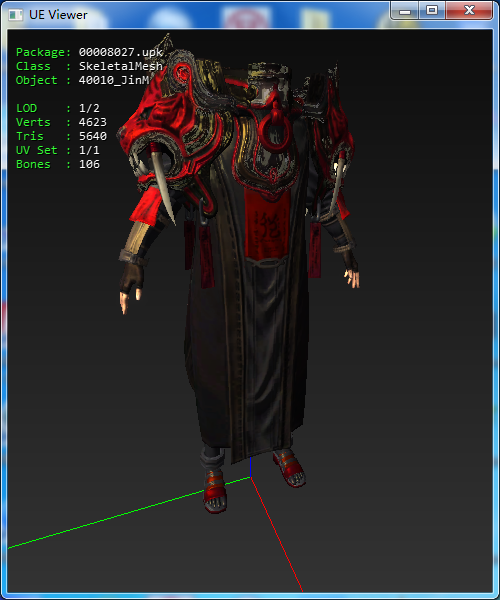 UE Viewer
Package: 00008027.upk
Class : SkeletalMesh
Object : 40010_JinM
LOD : 1/2
Verts : 4623
Tris : 5640
UV Set : 1/1
Bones : 106